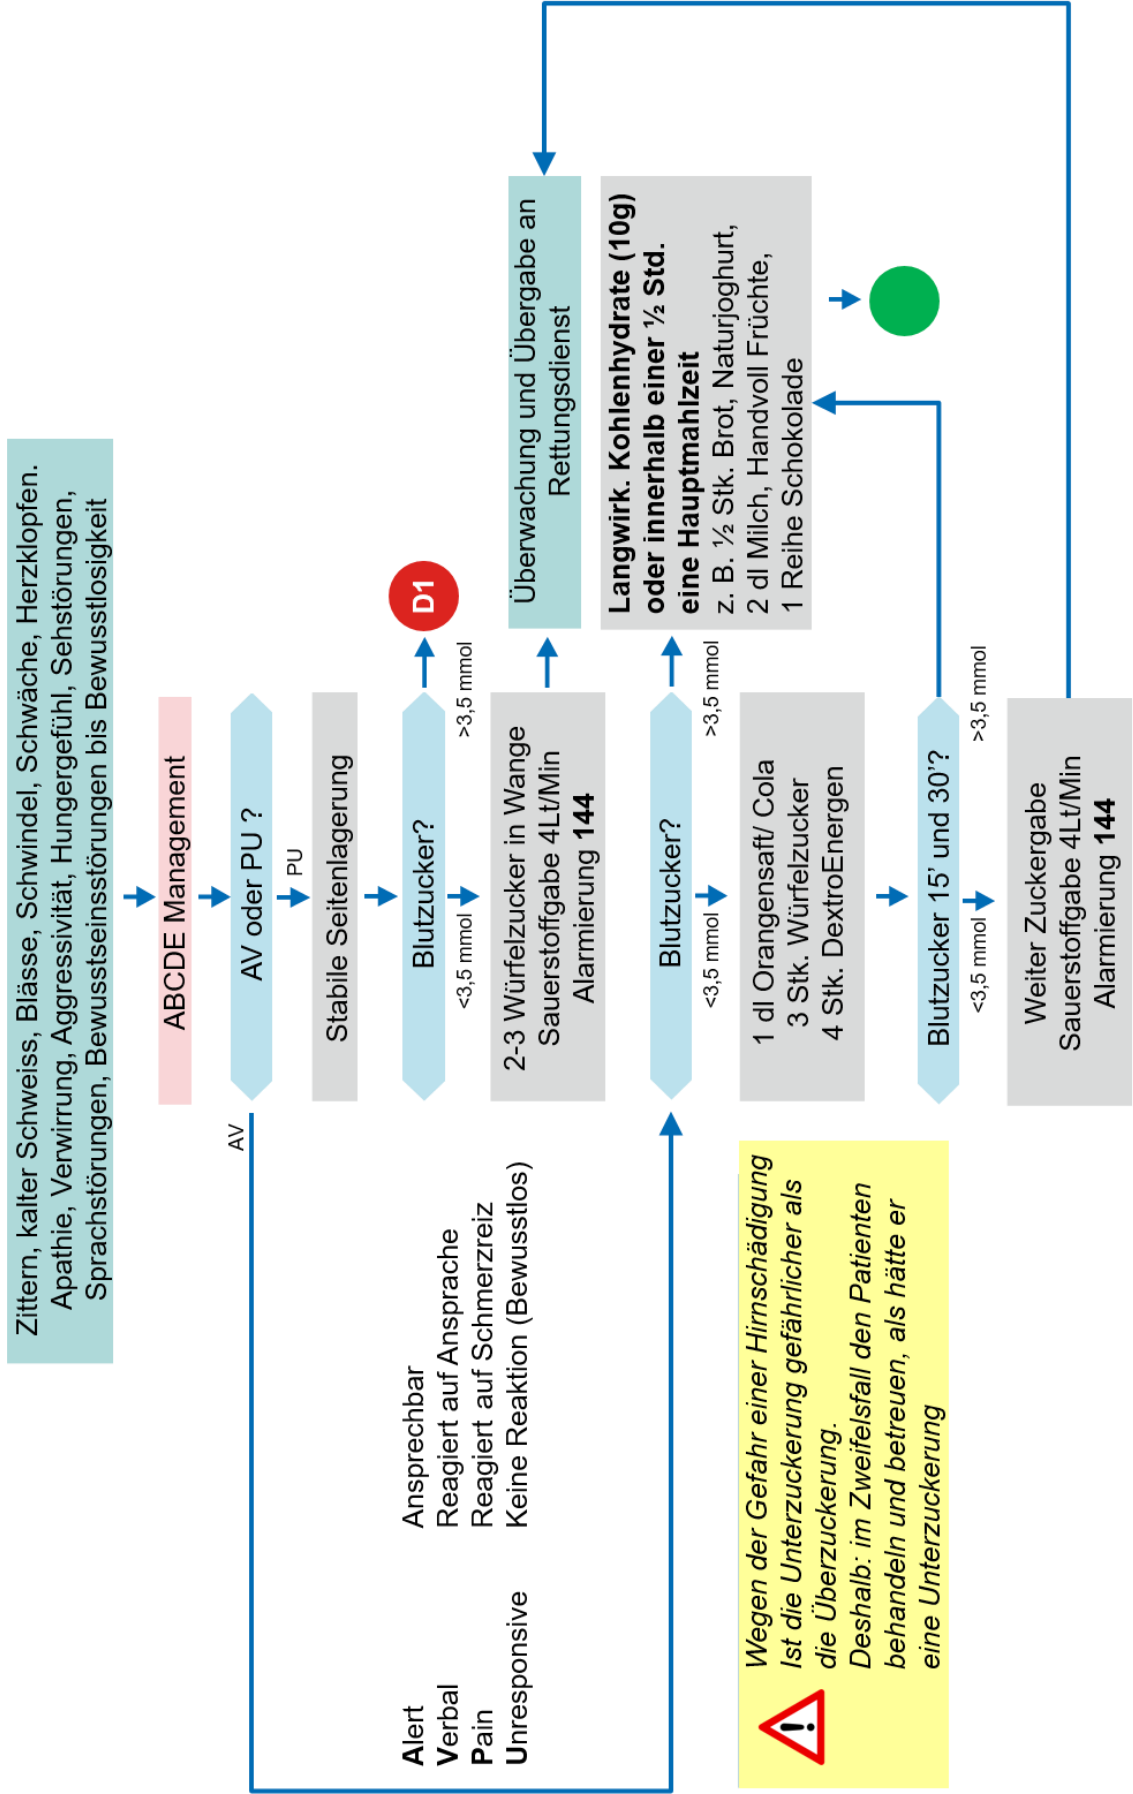 Zittern, kalter Schweiss, Blässe, Schwindel, Schwäche, Herzklopfen.
Apathie, Verwirrung, Aggressivität, Hungergefühl, Sehstörungen,
Sprachstörungen, Bewusstseinsstörungen bis Bewusstlosigkeit
ABCDE Management
AV
AV oder PU ?
PU
Stabile Seitenlagerung
Blutzucker?
D1
<3,5 mmol
>3,5 mmol
2-3 Würfelzucker in Wange
Sauerstoffgabe 4Lt/Min
Alarmierung 144
Überwachung und Übergabe an
Rettungsdienst
Alert Ansprechbar
Verbal Reagiert auf Ansprache
Pain Reagiert auf Schmerzreiz
Unresponsive Keine Reaktion (Bewusstlos)
Blutzucker?
<3,5 mmol
>3,5 mmol
Langwirk. Kohlenhydrate (10g)
oder innerhalb einer ½ Std.
eine Hauptmahlzeit
z. B. ½ Stk. Brot, Naturjoghurt,
2 dl Milch, Handvoll Früchte,
1 Reihe Schokolade
1 dl Orangensaft/ Cola
3 Stk. Würfelzucker
4 Stk. DextroEnergen
Blutzucker 15' und 30'?
<3,5 mmol
>3,5 mmol
Weiter Zuckergabe
Sauerstoffgabe 4Lt/Min
Alarmierung 144
Wegen der Gefahr einer Hirnschädigung
Ist die Unterzuckerung gefährlicher als
die Überzuckerung.
Deshalb: im Zweifelsfall den Patienten
behandeln und betreuen, als hätte er
eine Unterzuckerung